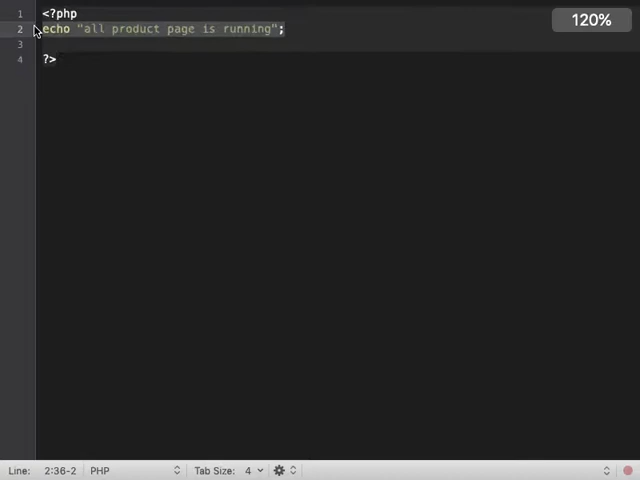 1 <?php
120%
2 echo "all product page is running";
3
4 ?>
Line: 2:36-2 PHP Tab Size: 4